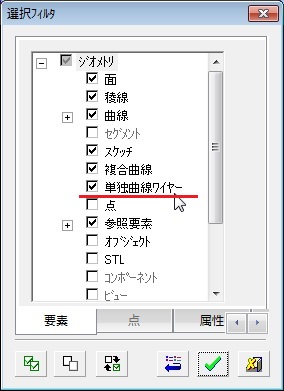 選択フィルタ
ジオメトリ
面
稜線
曲線
セグメント
スケッチ
複合曲線
単独曲線ワイヤー
点
参照要素
オブジェクト
STL
コンポーネント
ビュー
要素
点
属性